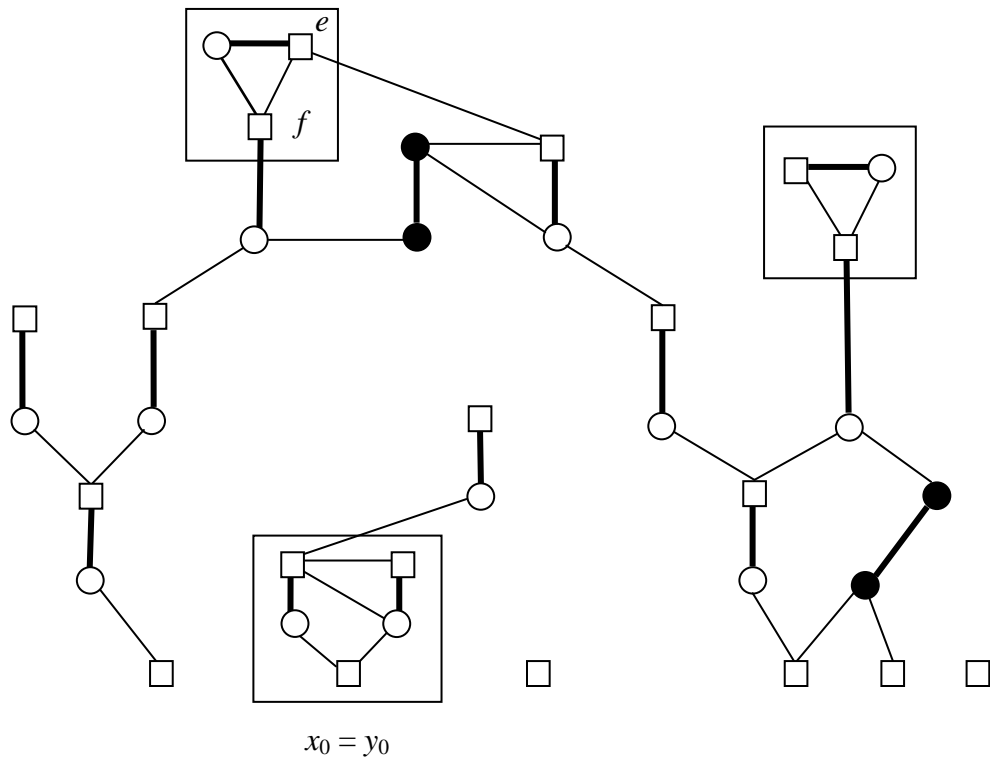 e
f
x₀ = y₀